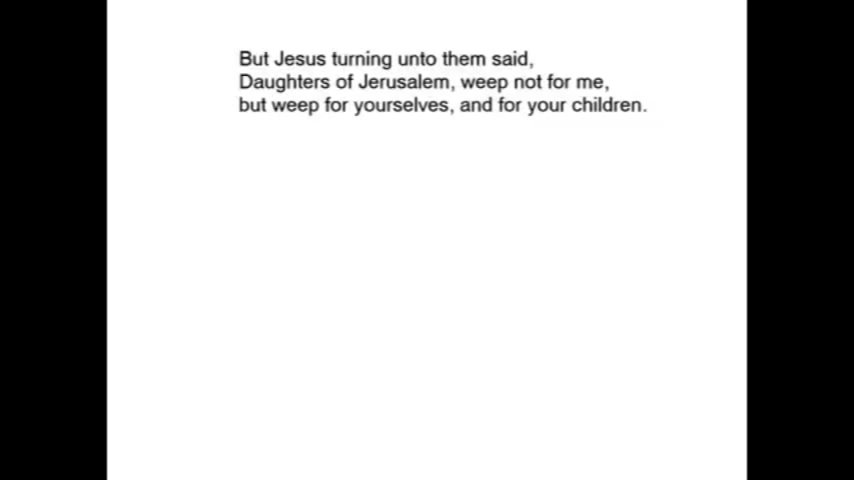 But Jesus turning unto them said,
Daughters of Jerusalem, weep not for me,
but weep for yourselves, and for your children.